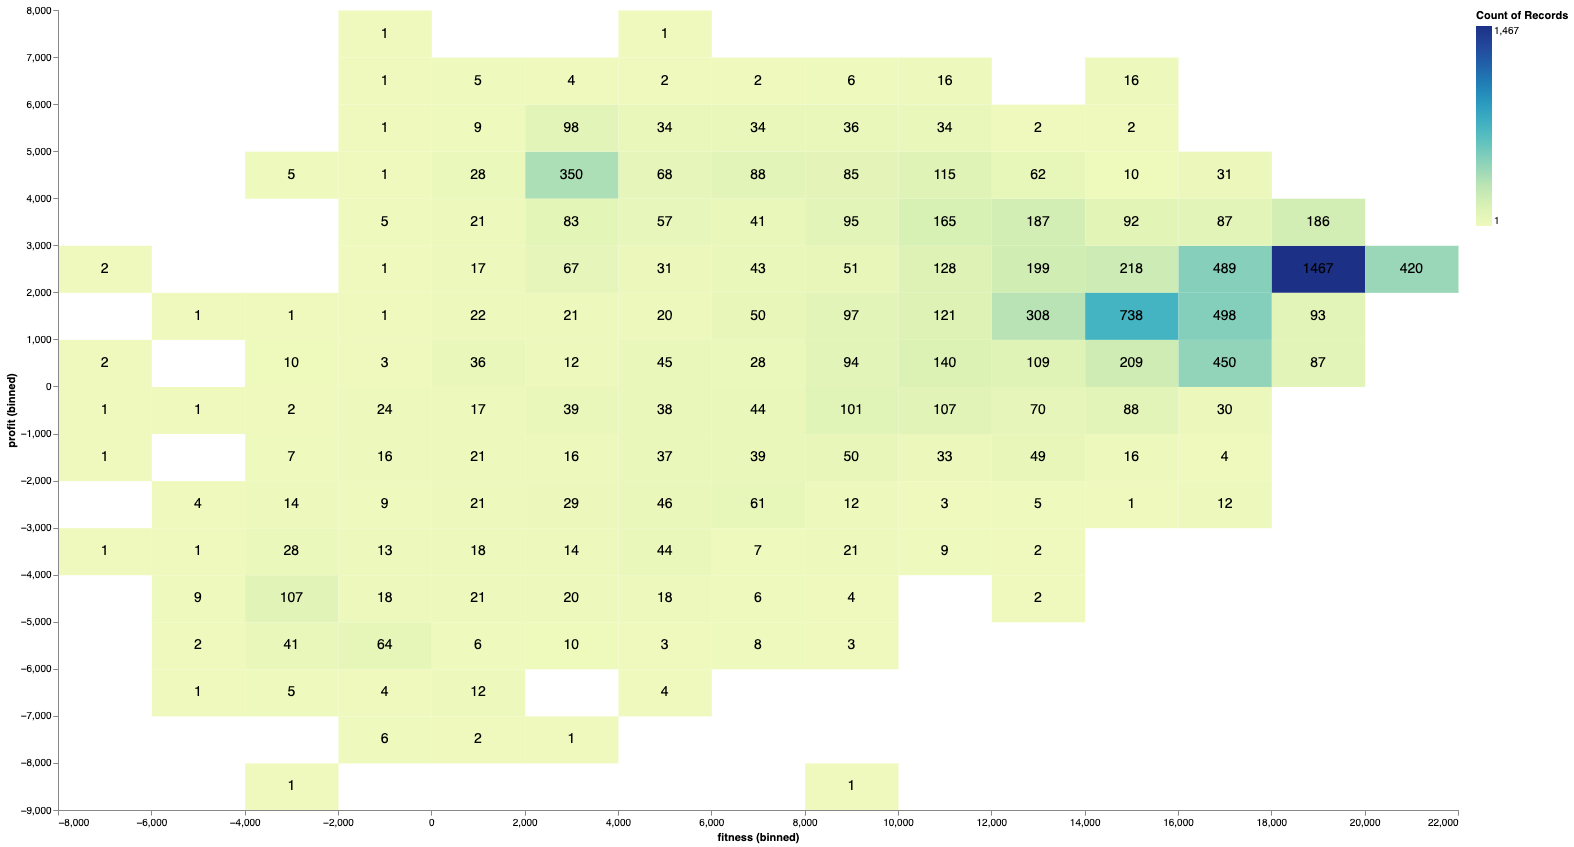 8,000
Count of Records
1,467
1 1
7,000
1 5 4 2 2 6 16 16
6,000
1 9 98 34 34 36 34 2 2
5,000
5 1 28 350 68 88 85 115 62 10 31
4,000
1
5 21 83 57 41 95 165 187 92 87 186
3,000
2 1 17 67 31 43 51 128 199 218 489 1467 420
2,000
1 1 1 22 21 20 50 97 121 308 738 498 93
1,000
2 10 3 36 12 45 28 94 140 109 209 450 87
0
profit (binned)
1 1 2 24 17 39 38 44 101 107 70 88 30
−1,000
1 7 16 21 16 37 39 50 33 49 16 4
−2,000
4 14 9 21 29 46 61 12 3 5 1 12
−3,000
1 1 28 13 18 14 44 7 21 9 2
−4,000
9 107 18 21 20 18 6 4 2
−5,000
2 41 64 6 10 3 8 3
−6,000
1 5 4 12 4
−7,000
6 2 1
−8,000
1 1
−9,000
−8,000 −6,000 −4,000 −2,000 0 2,000 4,000 6,000 8,000 10,000 12,000 14,000 16,000 18,000 20,000 22,000
fitness (binned)